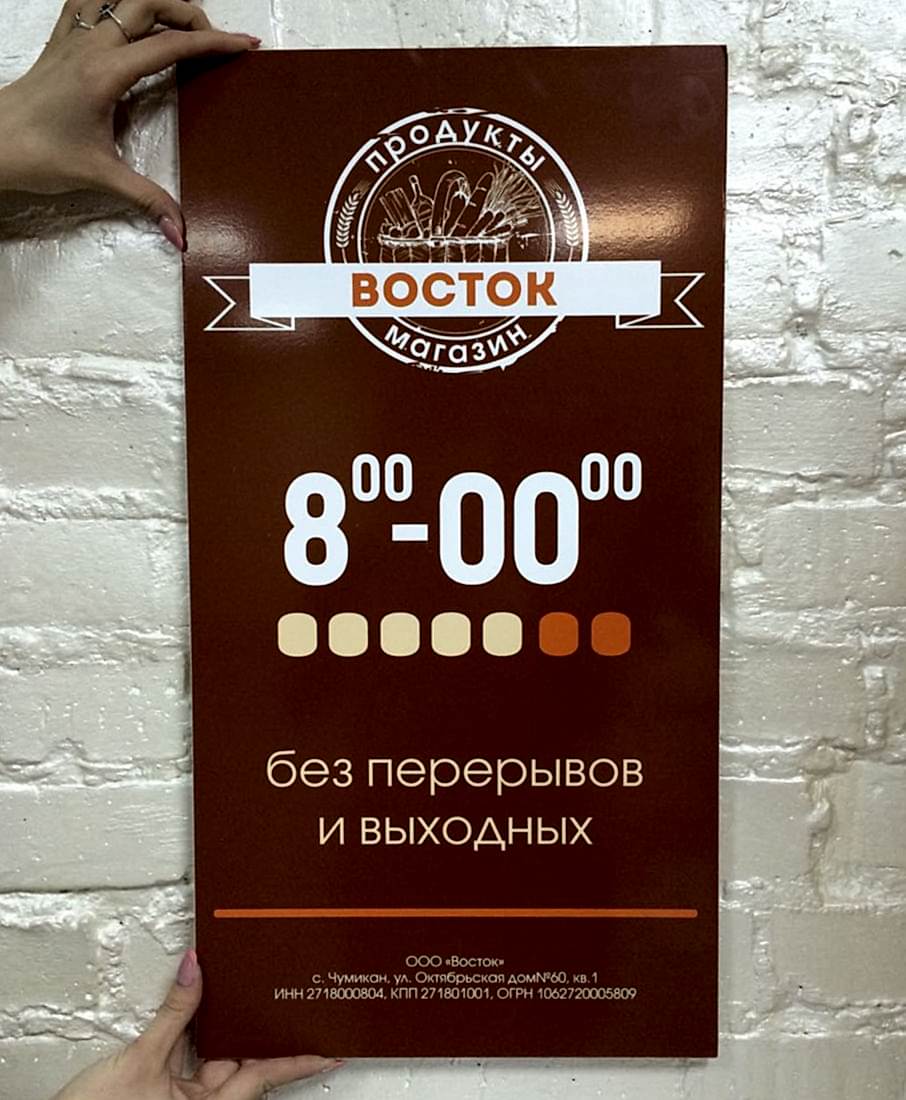 продукты
ВОСТОК
магазин
8⁰⁰-00⁰⁰
без перерывов
и выходных
ООО «Восток»
с. Чумикан, ул. Октябрьская дом№60, кв.1
ИНН 2718000804, КПП 271801001, ОГРН 1062720005809